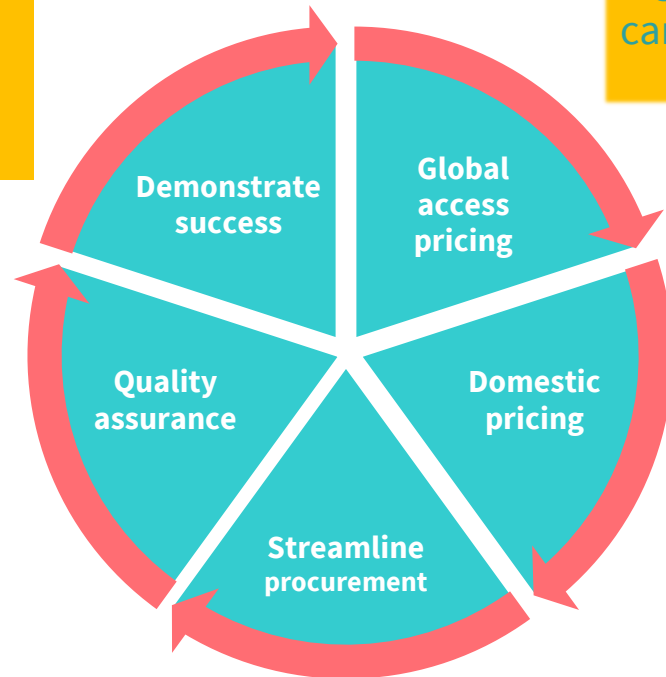 Demonstrate
success
Global
access
pricing
Quality
assurance
Domestic
pricing
Streamline
procurement